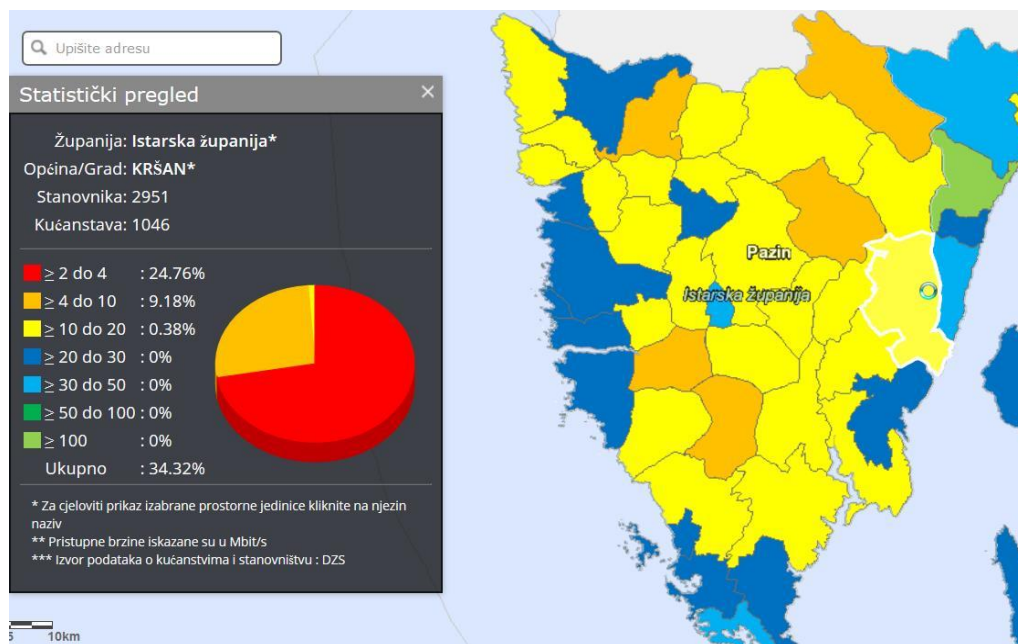 Upišite adresu
Statistički pregled ×
Županija: Istarska županija*
Općina/Grad: KRŠAN*
Stanovnika: 2951
Kućanstava: 1046
≥ 2 do 4 : 24.76%
≥ 4 do 10 : 9.18%
≥ 10 do 20 : 0.38%
≥ 20 do 30 : 0%
≥ 30 do 50 : 0%
≥ 50 do 100 : 0%
≥ 100 : 0%
Ukupno : 34.32%
* Za cjeloviti prikaz izabrane prostorne jedinice kliknite na njezin
naziv
** Pristupne brzine iskazane su u Mbit/s
*** Izvor podataka o kućanstvima i stanovništvu : DZS
Pazin
Istarska županija
5 10km